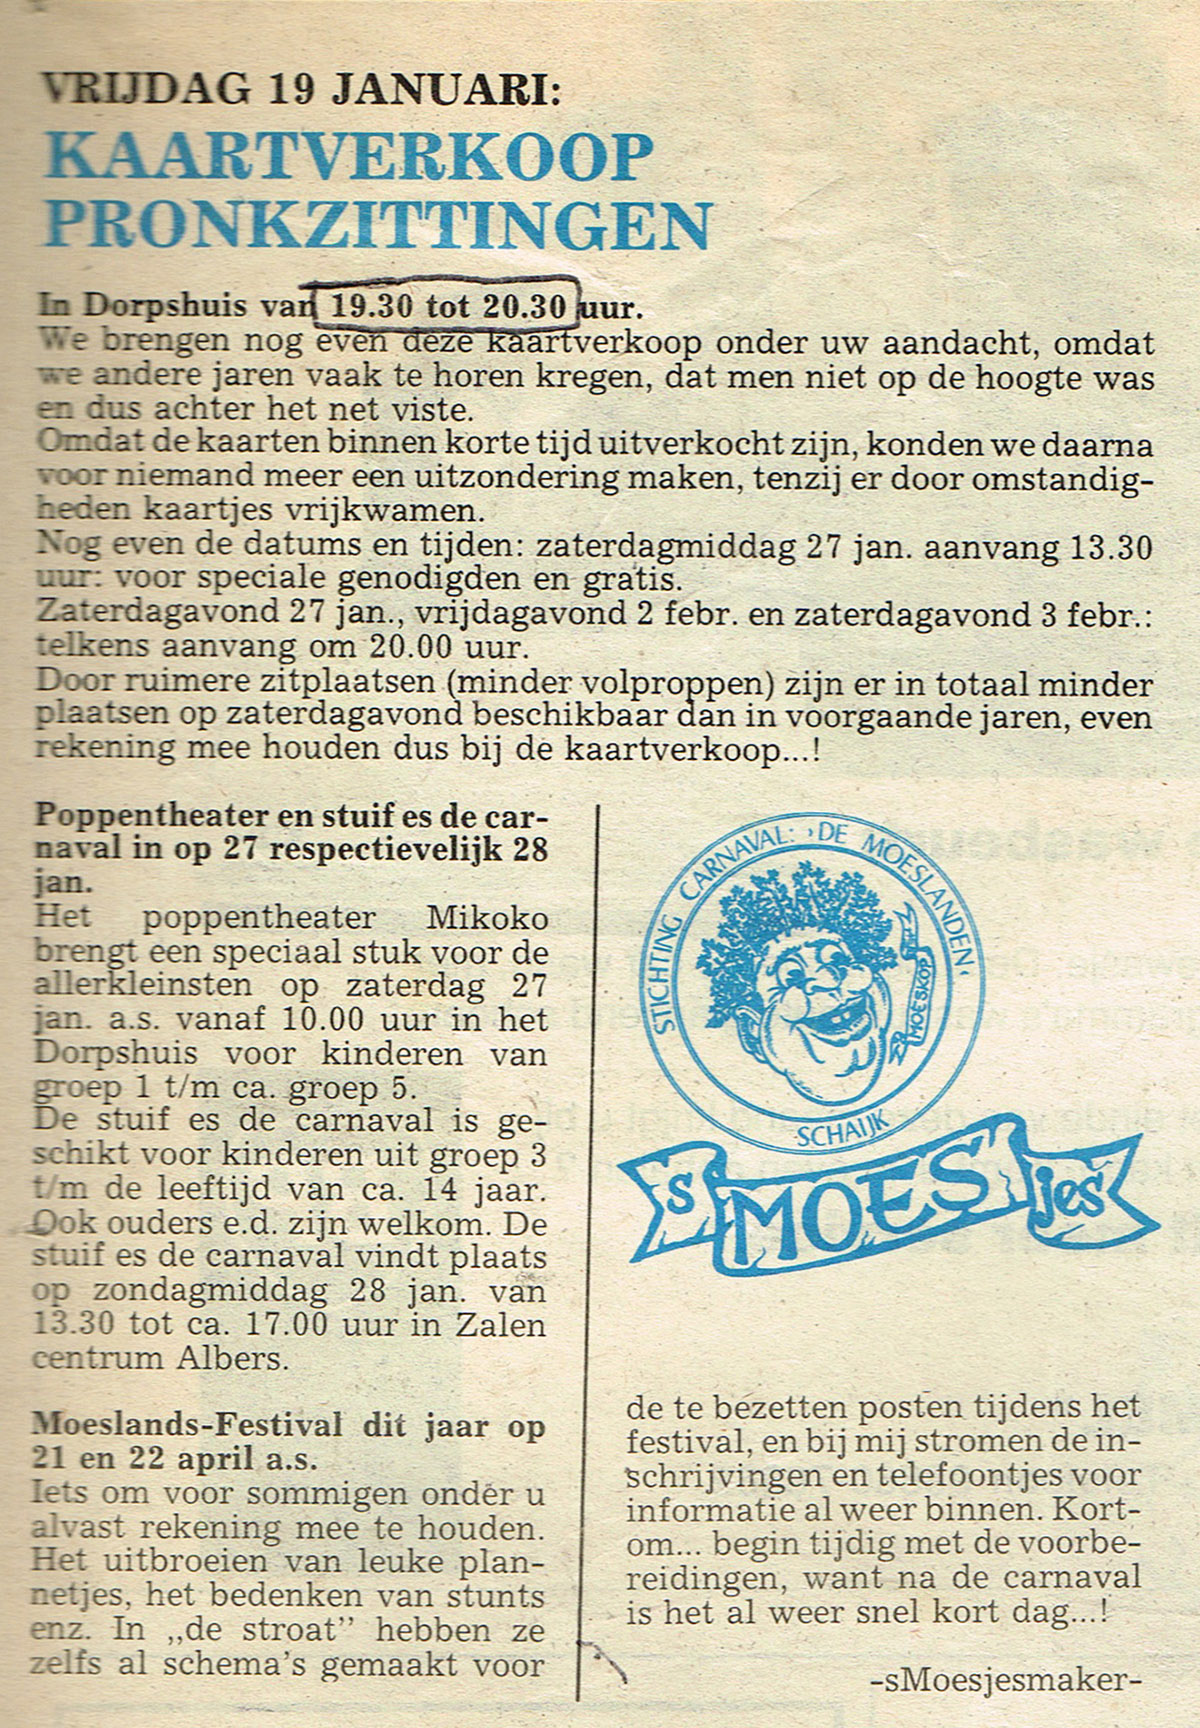 VRIJDAG 19 JANUARI:
KAARTVERKOOP
PRONKZITTINGEN
In Dorpshuis van 19.30 tot 20.30 uur.
We brengen nog even deze kaartverkoop onder uw aandacht, omdat
we andere jaren vaak te horen kregen, dat men niet op de hoogte was
en dus achter het net viste.
Omdat de kaarten binnen korte tijd uitverkocht zijn, konden we daarna
voor niemand meer een uitzondering maken, tenzij er door omstandig-
heden kaartjes vrijkwamen.
Nog even de datums en tijden: zaterdagmiddag 27 jan. aanvang 13.30
uur: voor speciale genodigden en gratis.
Zaterdagavond 27 jan., vrijdagavond 2 febr. en zaterdagavond 3 febr.:
telkens aanvang om 20.00 uur.
Door ruimere zitplaatsen (minder volproppen) zijn er in totaal minder
plaatsen op zaterdagavond beschikbaar dan in voorgaande jaren, even
rekening mee houden dus bij de kaartverkoop...!
Poppentheater en stuif es de car-
naval in op 27 respectievelijk 28
jan.
Het poppentheater Mikoko
brengt een speciaal stuk voor de
allerkleinsten op zaterdag 27
jan. a.s. vanaf 10.00 uur in het
Dorpshuis voor kinderen van
groep 1 t/m ca. groep 5.
De stuif es de carnaval is ge-
schikt voor kinderen uit groep 3
t/m de leeftijd van ca. 14 jaar.
Ook ouders e.d. zijn welkom. De
stuif es de carnaval vindt plaats
op zondagmiddag 28 jan. van
13.30 tot ca. 17.00 uur in Zalen
centrum Albers.
Moeslands-Festival dit jaar op
21 en 22 april a.s.
Iets om voor sommigen onder u
alvast rekening mee te houden.
Het uitbroeien van leuke plan-
netjes, het bedenken van stunts
enz. In „de stroat” hebben ze
zelfs al schema's gemaakt voor
STICHTING CARNAVAL: ›DE MOESLANDEN‹
MOESKOP
SCHAIJK
's MOES jes
de te bezetten posten tijdens het
festival, en bij mij stromen de in-
schrijvingen en telefoontjes voor
informatie al weer binnen. Kort-
om... begin tijdig met de voorbe-
reidingen, want na de carnaval
is het al weer snel kort dag...!
-sMoesjesmaker-